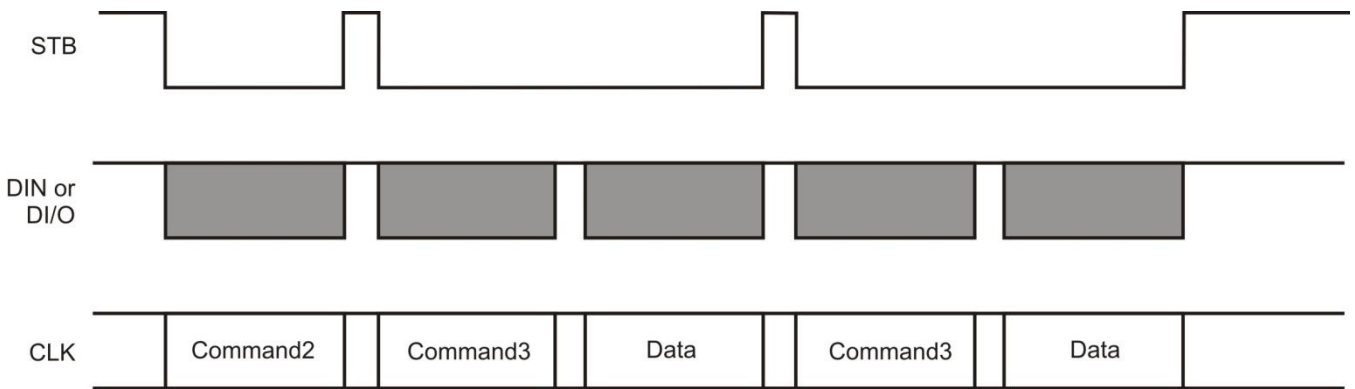 STB
DIN or
DI/O
CLK
Command2
Command3
Data
Command3
Data